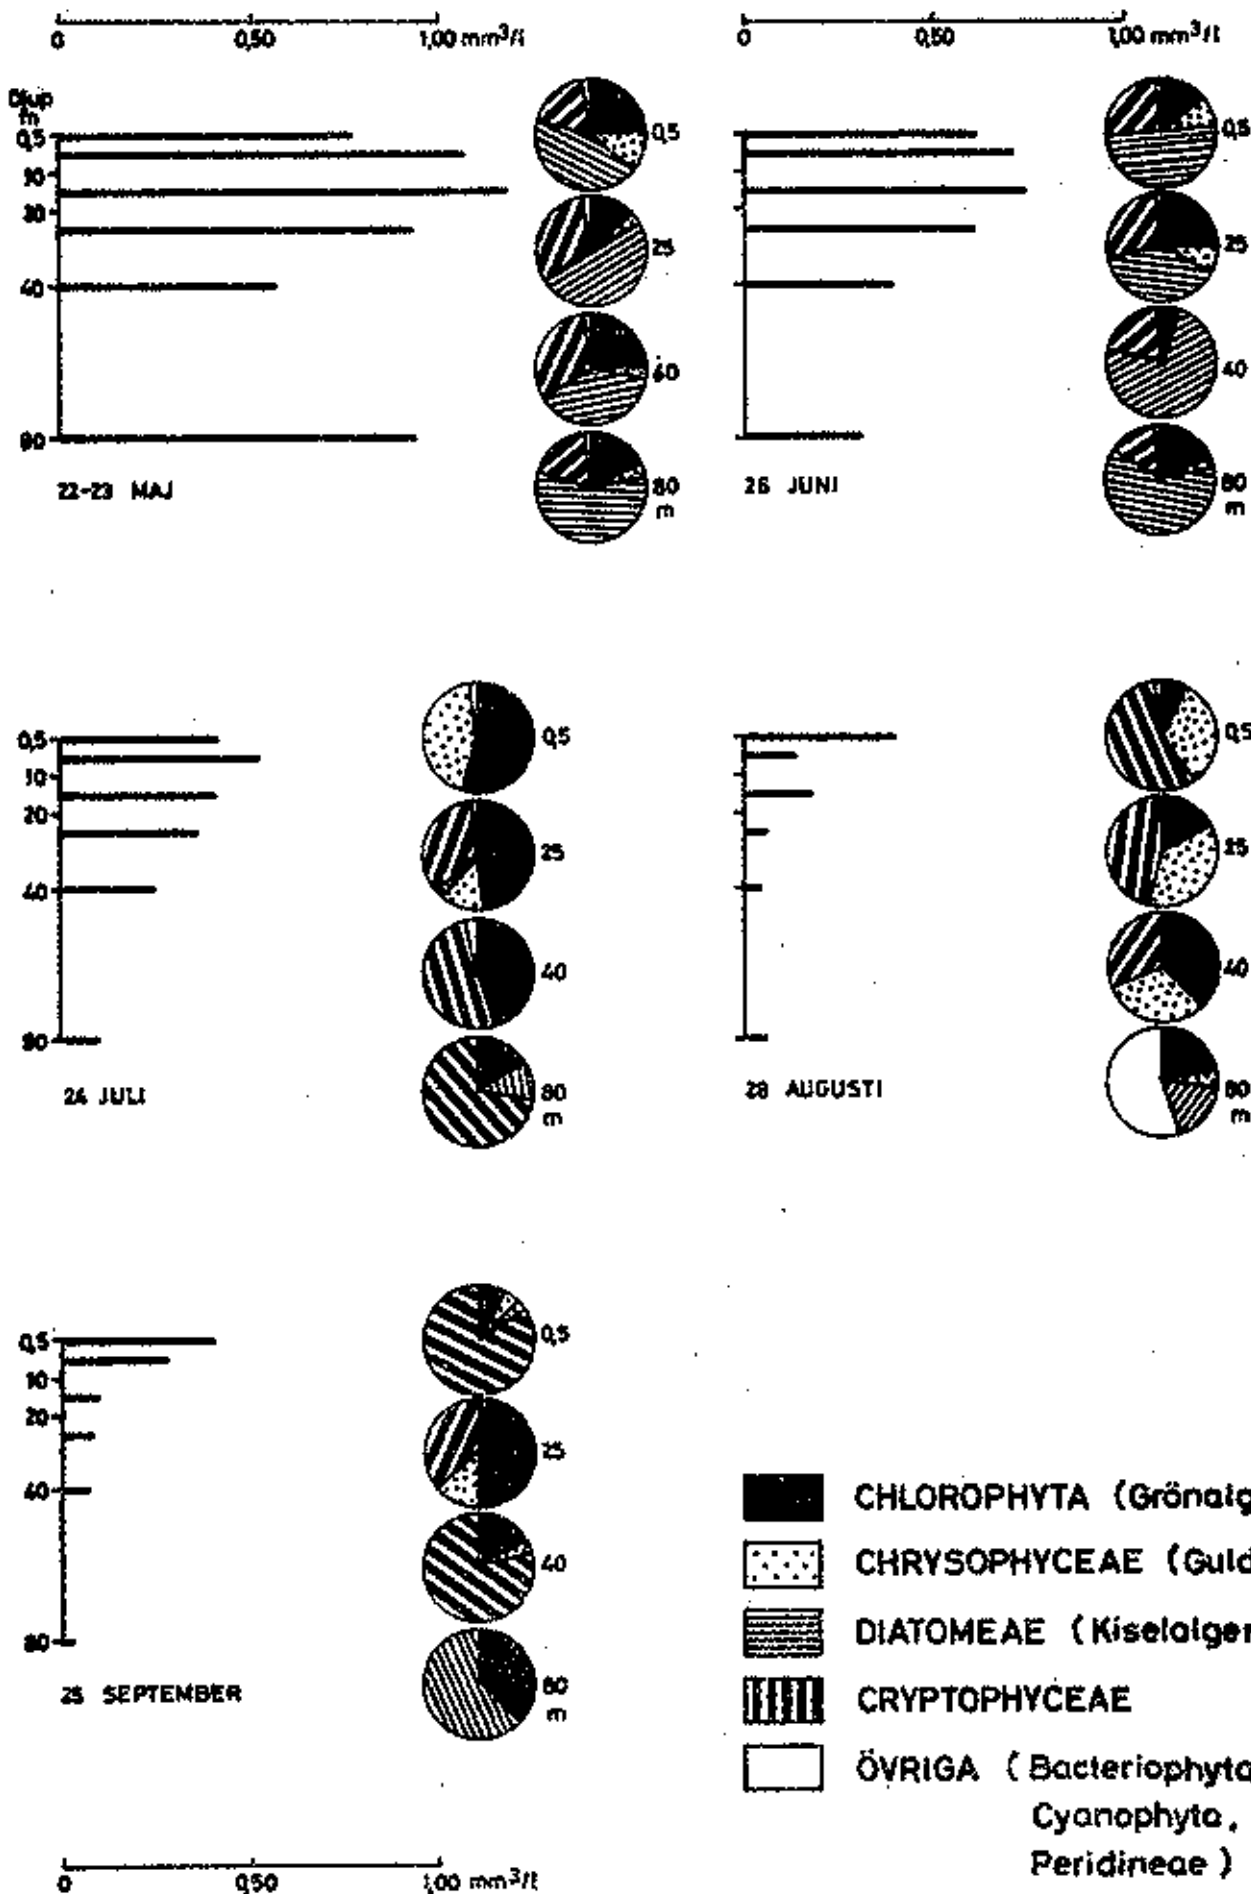 0 0,50 1,00 mm³/l
0 0,50 1,00 mm³/l
Djup
m
0,5
10
20
40
80
0,5
25
40
80
m
22-23 MAJ
0,5
25
40
80
m
26 JUNI
0,5
10
20
40
80
0,5
25
40
80
m
24 JULI
0,5
25
40
80
m
28 AUGUSTI
0,5
10
20
40
80
0,5
25
40
80
m
25 SEPTEMBER
CHLOROPHYTA (Grönalg
CHRYSOPHYCEAE (Guld
DIATOMEAE (Kiselalger
CRYPTOPHYCEAE
ÖVRIGA (Bacteriophyta
Cyanophyta,
Peridineae)
0 0,50 1,00 mm³/l